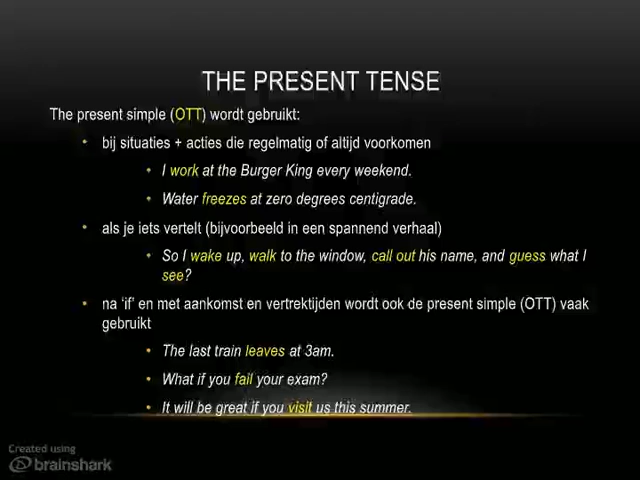 THE PRESENT TENSE
The present simple (OTT) wordt gebruikt:
• bij situaties + acties die regelmatig of altijd voorkomen
• I work at the Burger King every weekend.
• Water freezes at zero degrees centigrade.
• als je iets vertelt (bijvoorbeeld in een spannend verhaal)
• So I wake up, walk to the window, call out his name, and guess what I
see?
• na ‘if’ en met aankomst en vertrektijden wordt ook de present simple (OTT) vaak
gebruikt
• The last train leaves at 3am.
• What if you fail your exam?
• It will be great if you visit us this summer.
Created using
brainshark